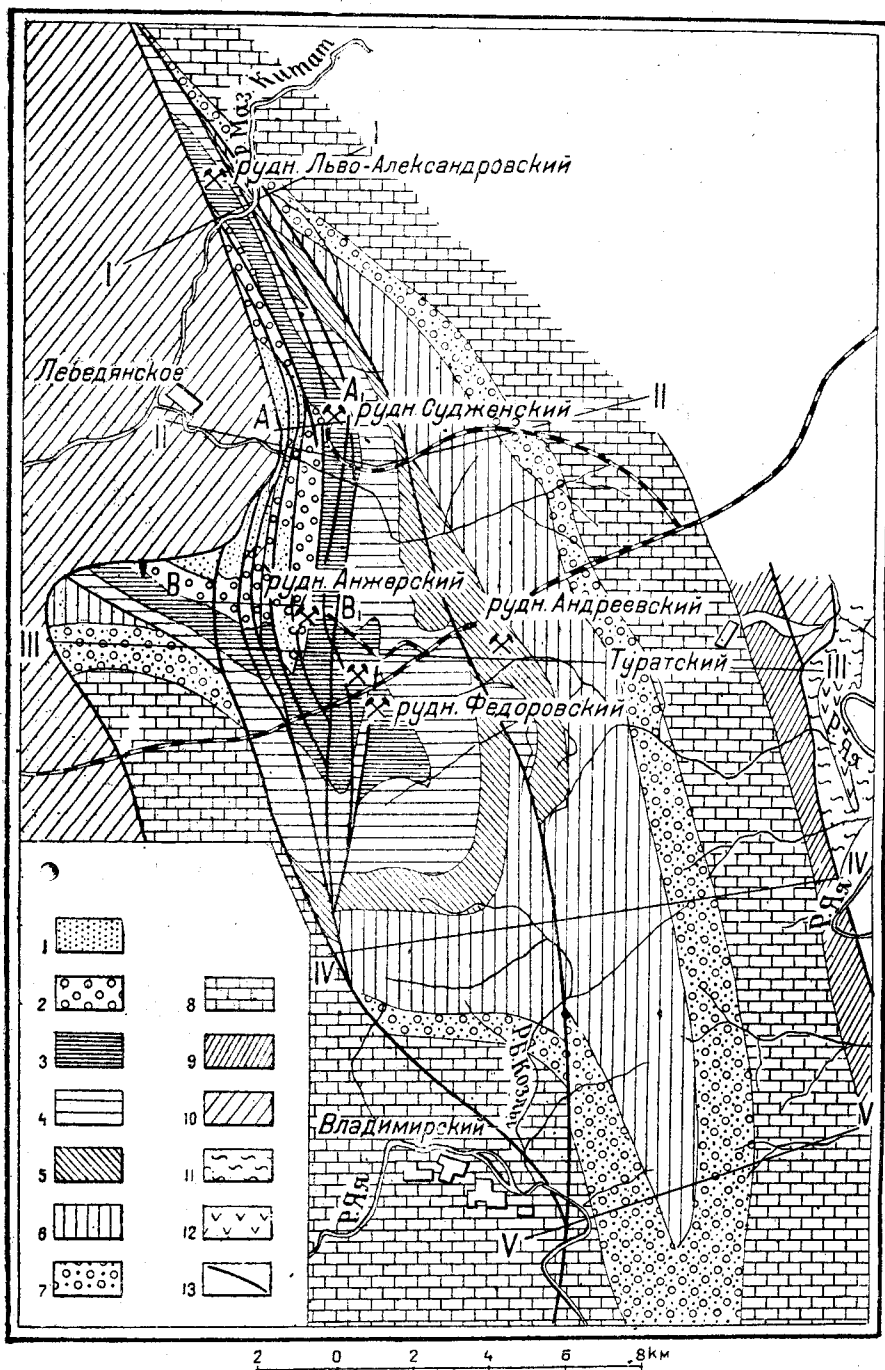 р. Маз. Китат
I
рудн. Льво-Александровский
I
Лебедянское
A
A₁
рудн. Судженский
II
II
рудн. Анжерский
B
B₁
рудн. Андреевский
III
Туратский
III
рудн. Федоровский
р. Яя
IV
р. Яя
IV
V
Владимирский
р. Яя
V
1
2
3
4
5
6
7
8
9
10
11
12
13
2 0 2 4 6 8 км